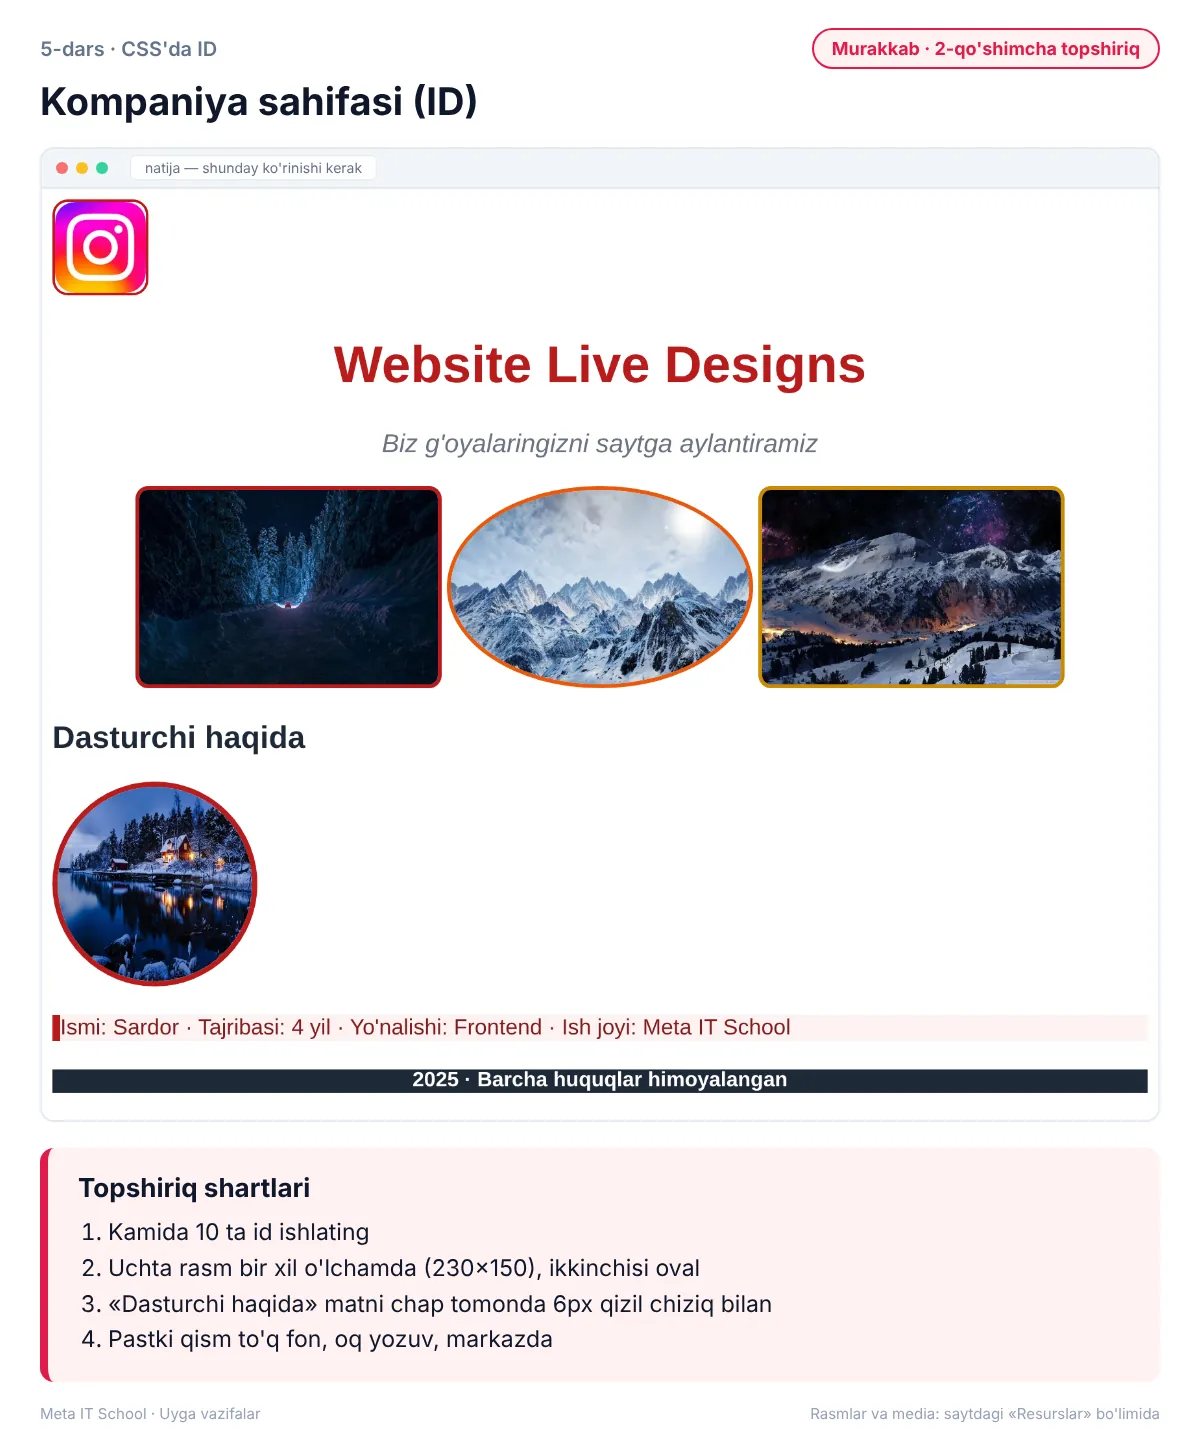 5-dars · CSS'da ID
Murakkab · 2-qo'shimcha topshiriq
Kompaniya sahifasi (ID)
natija — shunday ko'rinishi kerak
Website Live Designs
Biz g'oyalaringizni saytga aylantiramiz
Dasturchi haqida
Ismi: Sardor · Tajribasi: 4 yil · Yo'nalishi: Frontend · Ish joyi: Meta IT School
2025 · Barcha huquqlar himoyalangan
Topshiriq shartlari
1. Kamida 10 ta id ishlating
2. Uchta rasm bir xil o'lchamda (230×150), ikkinchisi oval
3. «Dasturchi haqida» matni chap tomonda 6px qizil chiziq bilan
4. Pastki qism to'q fon, oq yozuv, markazda
Meta IT School · Uyga vazifalar
Rasmlar va media: saytdagi «Resurslar» bo'limida